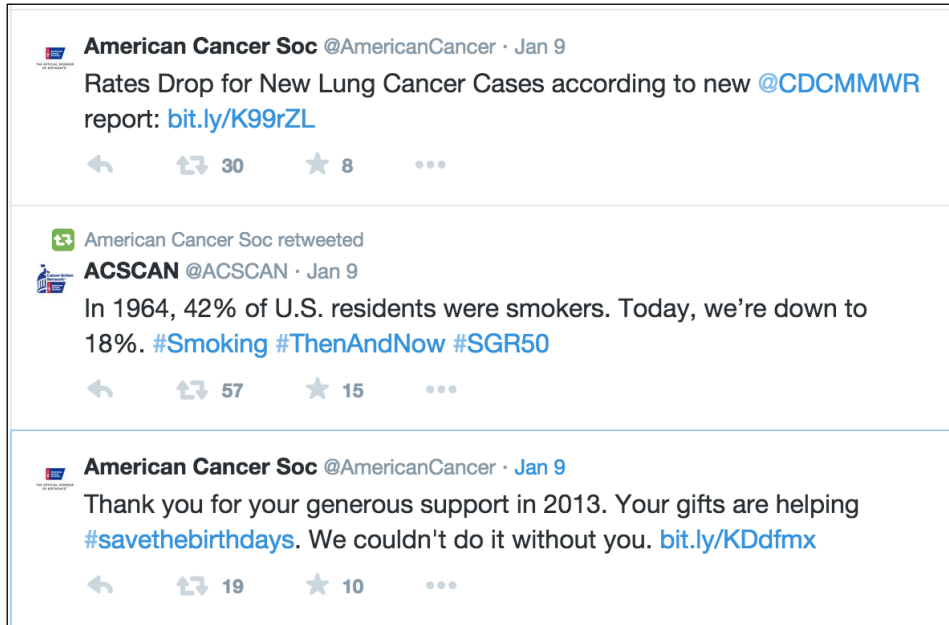 American Cancer Soc @AmericanCancer · Jan 9
Rates Drop for New Lung Cancer Cases according to new @CDCMMWR
report: bit.ly/K99rZL
30 8
American Cancer Soc retweeted
ACSCAN @ACSCAN · Jan 9
In 1964, 42% of U.S. residents were smokers. Today, we’re down to
18%. #Smoking #ThenAndNow #SGR50
57 15
American Cancer Soc @AmericanCancer · Jan 9
Thank you for your generous support in 2013. Your gifts are helping
#savethebirthdays. We couldn't do it without you. bit.ly/KDdfmx
19 10